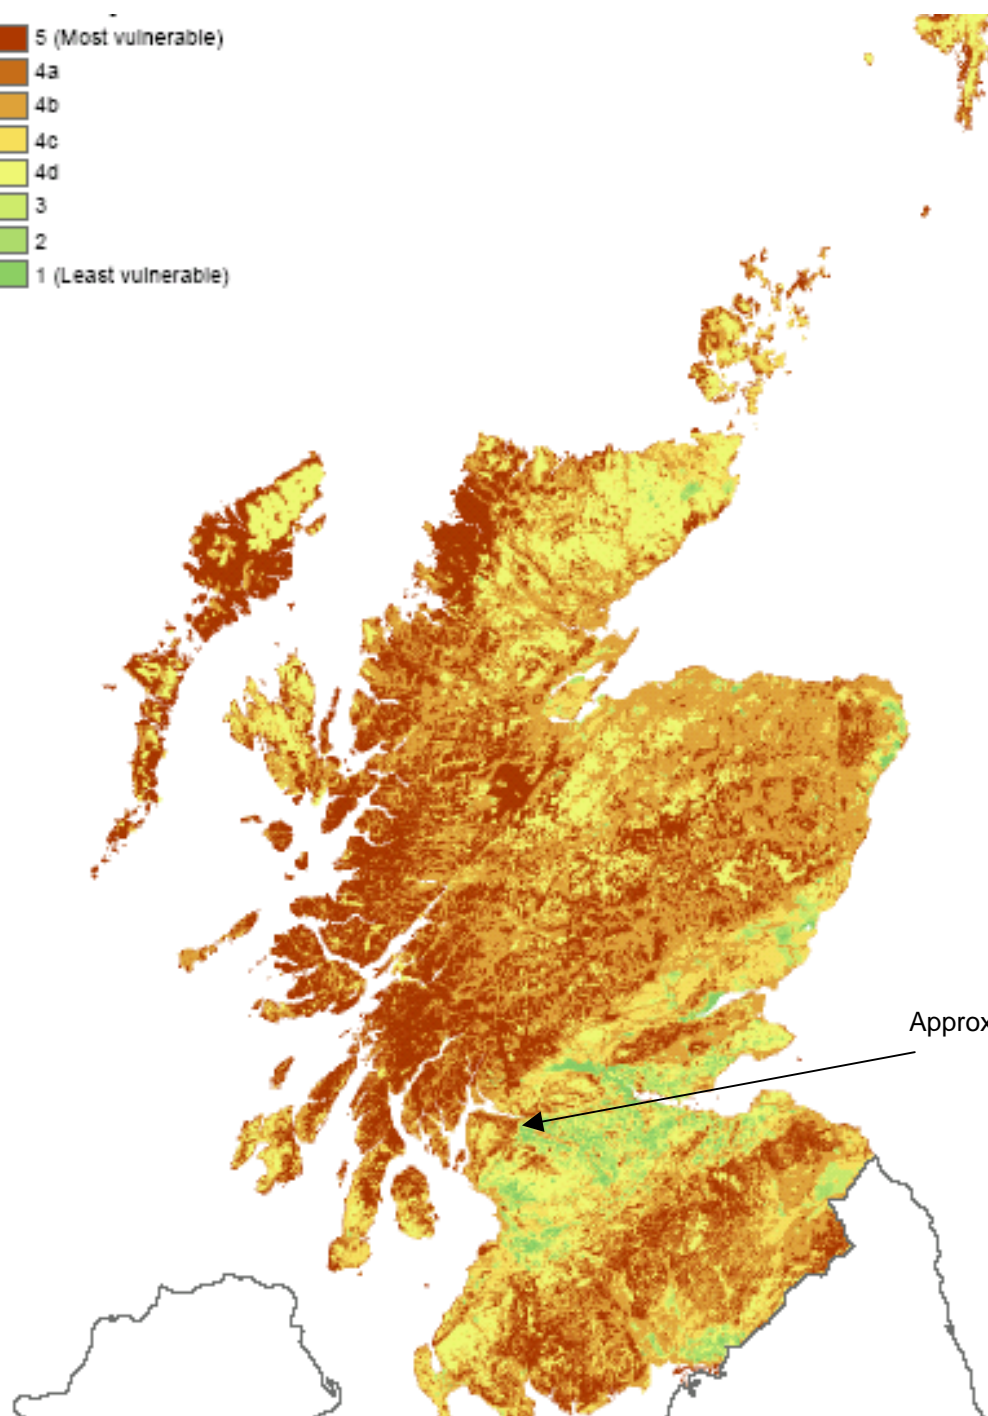 5 (Most vulnerable)
4a
4b
4c
4d
3
2
1 (Least vulnerable)
Approx